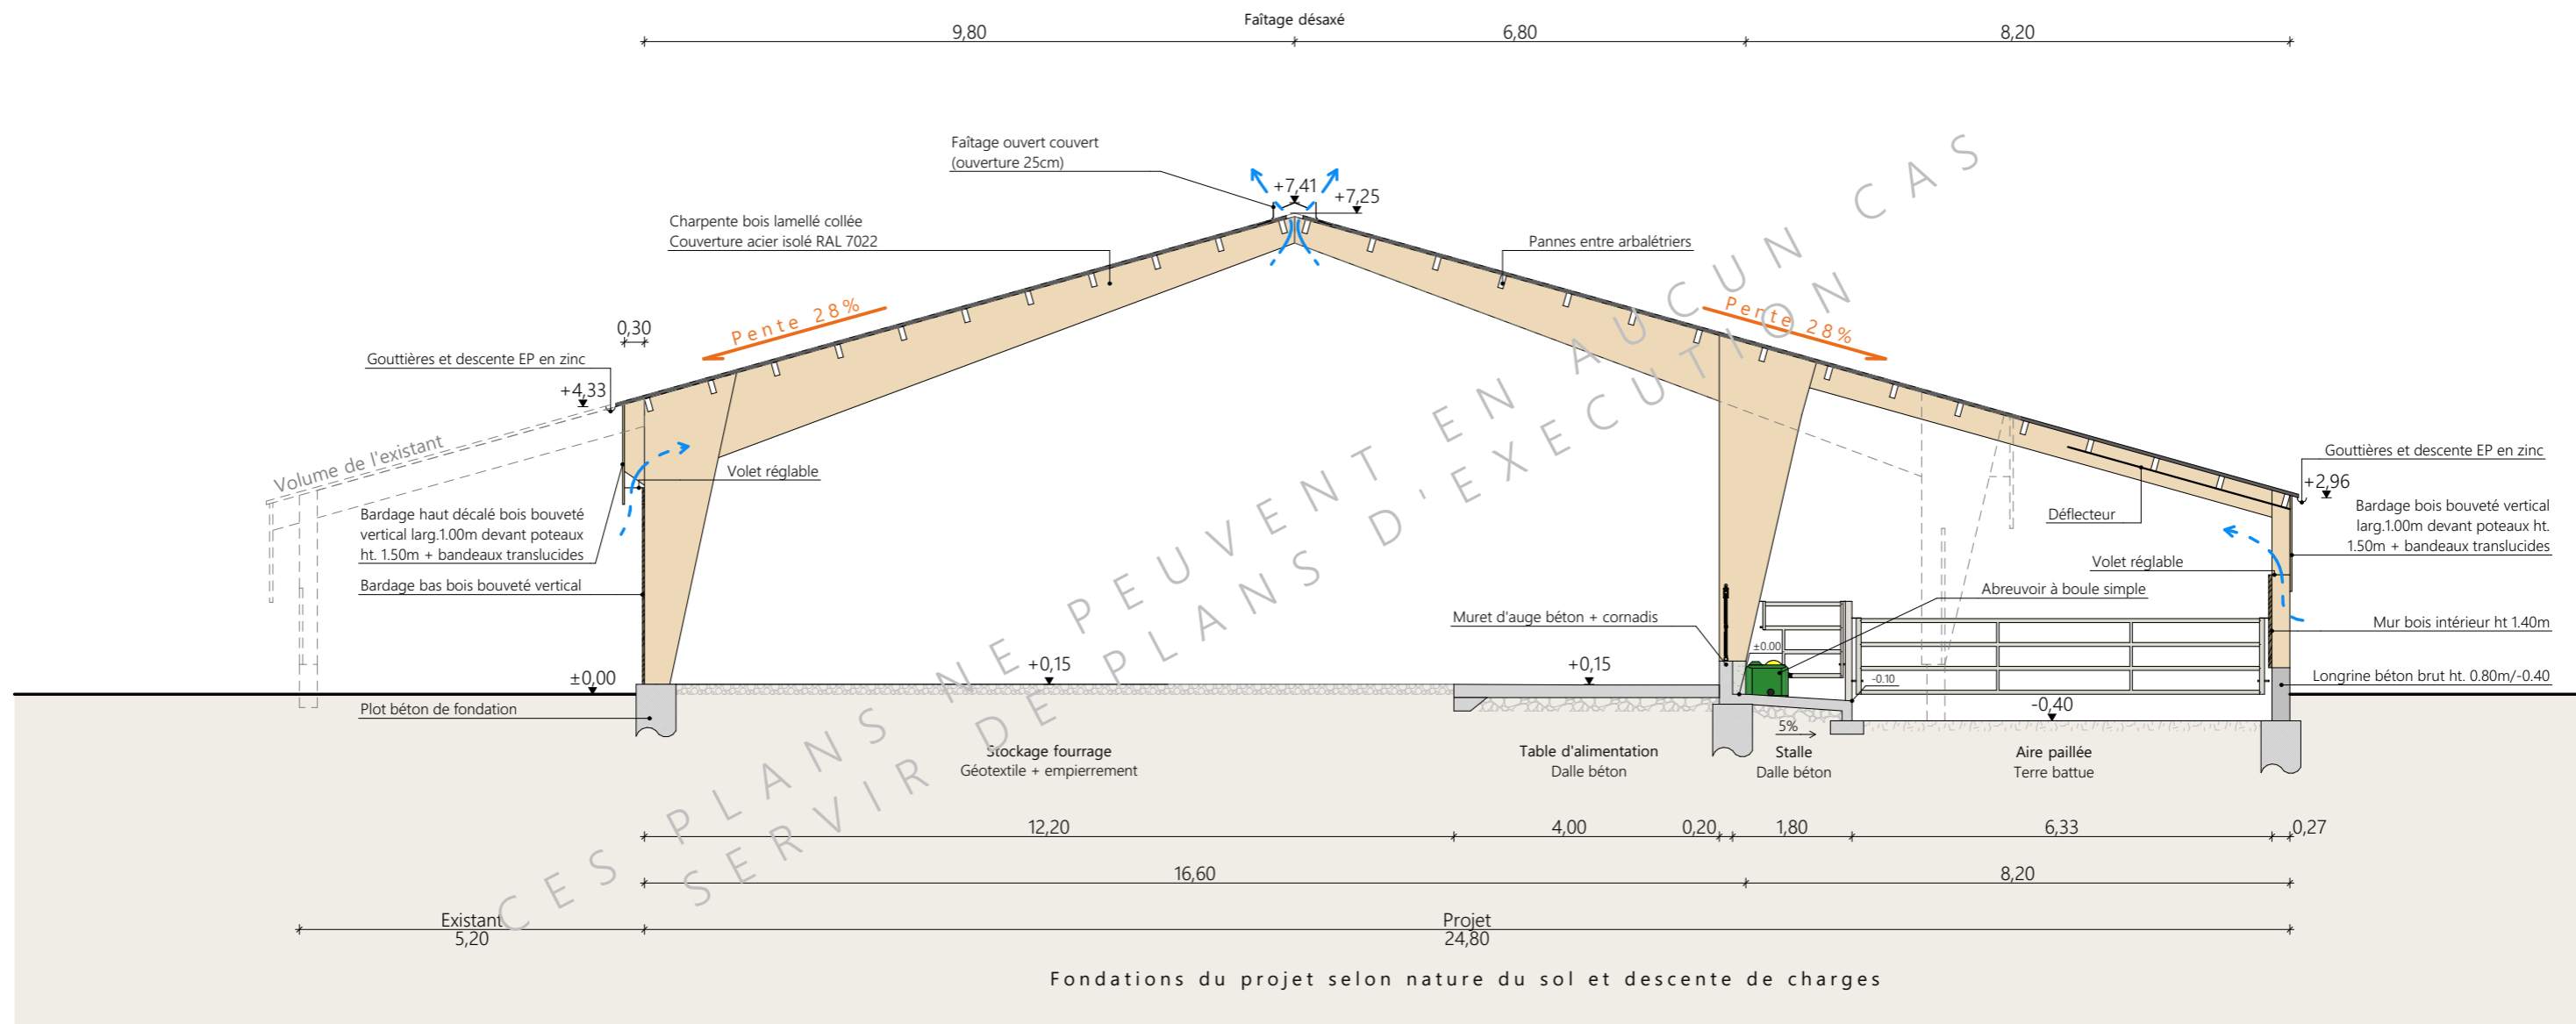 Faîtage désaxé
9,80
6,80
8,20
Faîtage ouvert couvert
(ouverture 25cm)
+7,41
+7,25
Charpente bois lamellé collée
Couverture acier isolé RAL 7022
Pannes entre arbalétriers
Pente 28%
Pente 28%
0,30
Gouttières et descente EP en zinc
+4,33
Volume de l'existant
Volet réglable
Bardage haut décalé bois bouveté
vertical larg.1.00m devant poteaux
ht. 1.50m + bandeaux translucides
Bardage bas bois bouveté vertical
Gouttières et descente EP en zinc
+2,96
Bardage bois bouveté vertical
larg.1.00m devant poteaux ht.
1.50m + bandeaux translucides
Déflecteur
Volet réglable
Abreuvoir à boule simple
Muret d'auge béton + cornadis
Mur bois intérieur ht 1.40m
±0.00
±0,00
+0,15
+0,15
-0.10
-0,40
Longrine béton brut ht. 0.80m/-0.40
Plot béton de fondation
5%
Stockage fourrage
Géotextile + empierrement
Table d'alimentation
Dalle béton
Stalle
Dalle béton
Aire paillée
Terre battue
12,20
4,00
0,20
1,80
6,33
0,27
16,60
8,20
Existant
5,20
Projet
24,80
Fondations du projet selon nature du sol et descente de charges
CES PLANS NE PEUVENT EN AUCUN CAS
SERVIR DE PLANS D'EXECUTION